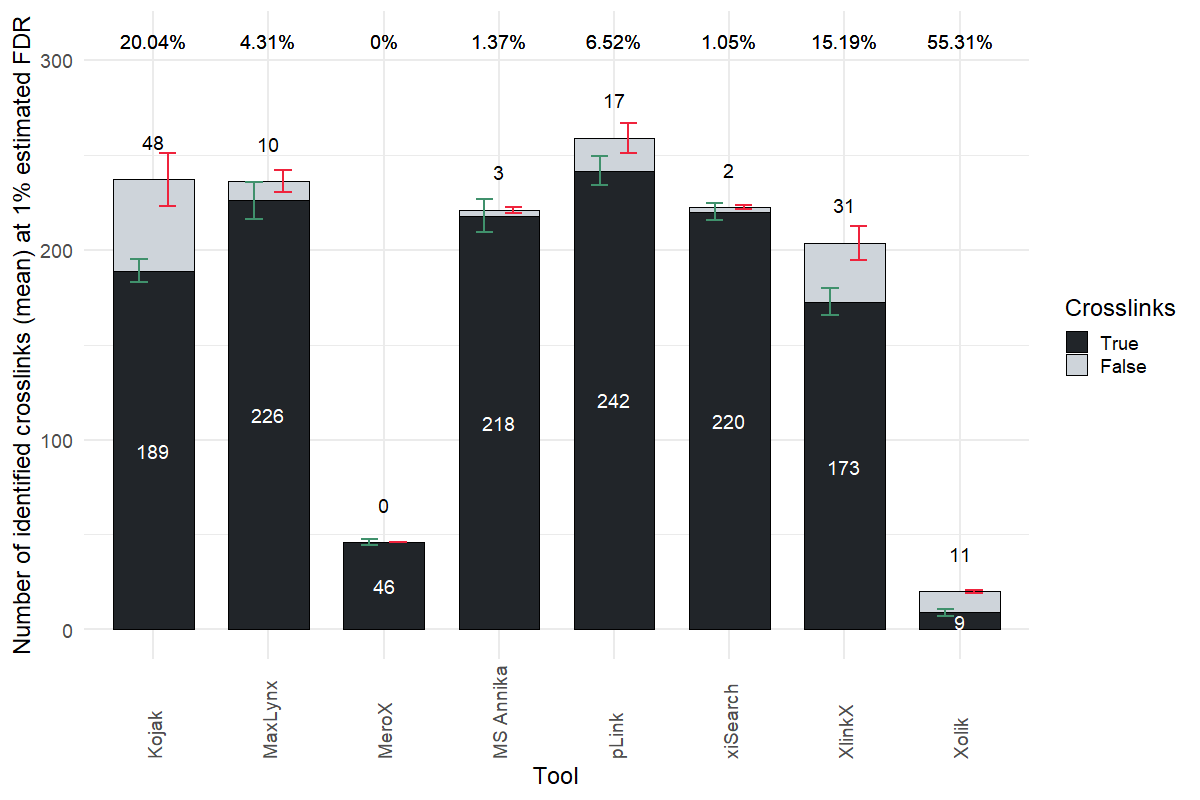 Number of identified crosslinks (mean) at 1% estimated FDR
20.04% 4.31% 0% 1.37% 6.52% 1.05% 15.19% 55.31%
300
200
100
0
48 10 0 3 17 2 31 11
189 226 46 218 242 220 173 9
Kojak MaxLynx MeroX MS Annika pLink xiSearch XlinkX Xolik
Tool
Crosslinks
True
False